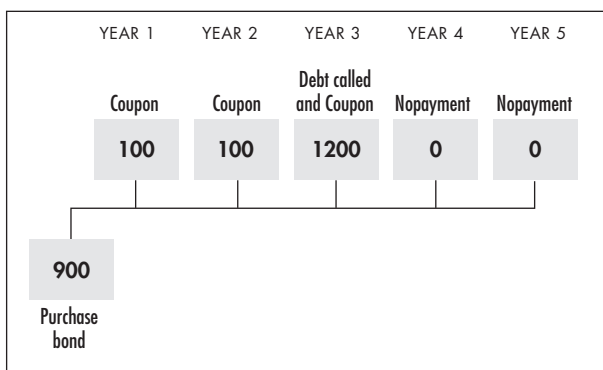 YEAR 1 YEAR 2 YEAR 3 YEAR 4 YEAR 5
Debt called
Coupon Coupon and Coupon Nopayment Nopayment
100 100 1200 0 0
900
Purchase
bond